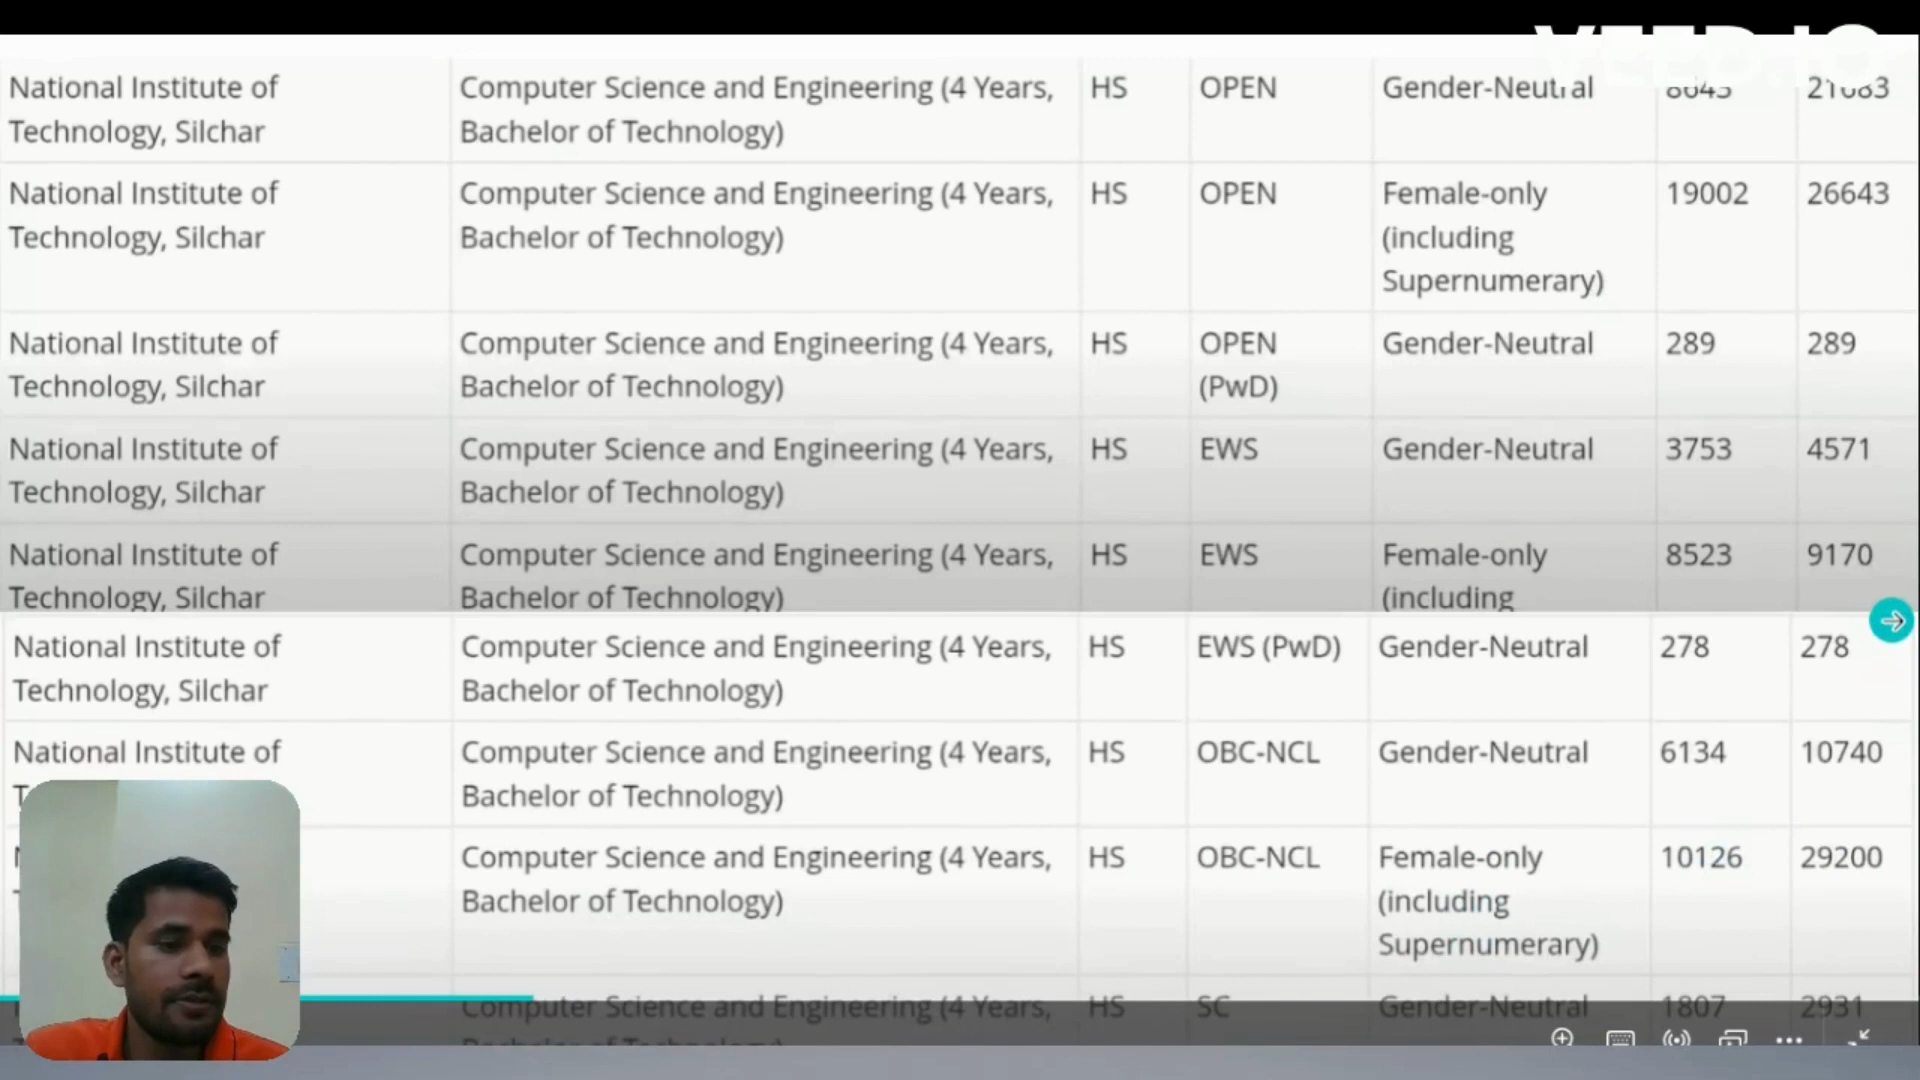 VEED.IO
National Institute of Computer Science and Engineering (4 Years, HS OPEN Gender-Neutral 8645 21683
Technology, Silchar Bachelor of Technology)
National Institute of Computer Science and Engineering (4 Years, HS OPEN Female-only 19002 26643
Technology, Silchar Bachelor of Technology) (including
Supernumerary)
National Institute of Computer Science and Engineering (4 Years, HS OPEN Gender-Neutral 289 289
Technology, Silchar Bachelor of Technology) (PwD)
National Institute of Computer Science and Engineering (4 Years, HS EWS Gender-Neutral 3753 4571
Technology, Silchar Bachelor of Technology)
National Institute of Computer Science and Engineering (4 Years, HS EWS Female-only 8523 9170
Technology, Silchar Bachelor of Technology) (including
National Institute of Computer Science and Engineering (4 Years, HS EWS (PwD) Gender-Neutral 278 278
Technology, Silchar Bachelor of Technology)
National Institute of Computer Science and Engineering (4 Years, HS OBC-NCL Gender-Neutral 6134 10740
Bachelor of Technology)
Computer Science and Engineering (4 Years, HS OBC-NCL Female-only 10126 29200
Bachelor of Technology) (including
Supernumerary)
Computer Science and Engineering (4 Years, HS SC Gender-Neutral 1807 2931
Bachelor of Technology)